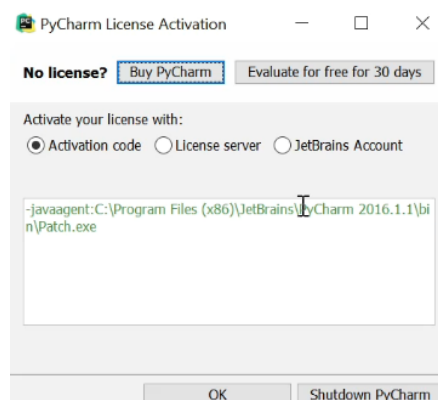 PyCharm License Activation
No license? Buy PyCharm Evaluate for free for 30 days
Activate your license with:
Activation code License server JetBrains Account
-javaagent:C:\Program Files (x86)\JetBrains\PyCharm 2016.1.1\bi
n\Patch.exe
OK Shutdown PyCharm